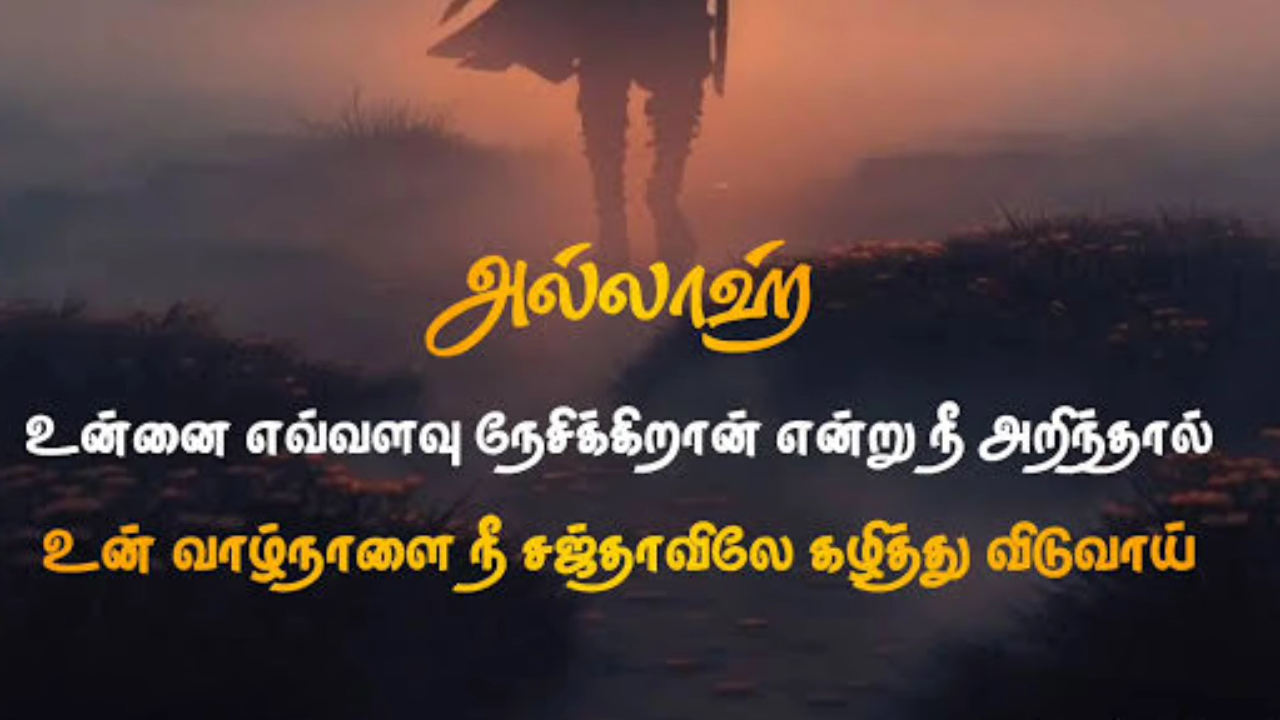 அல்லாஹ்
உன்னை எவ்வளவு நேசிக்கிறான் என்று நீ அறிந்தால்
உன் வாழ்நாளை நீ சஜ்தாவிலே கழித்து விடுவாய்